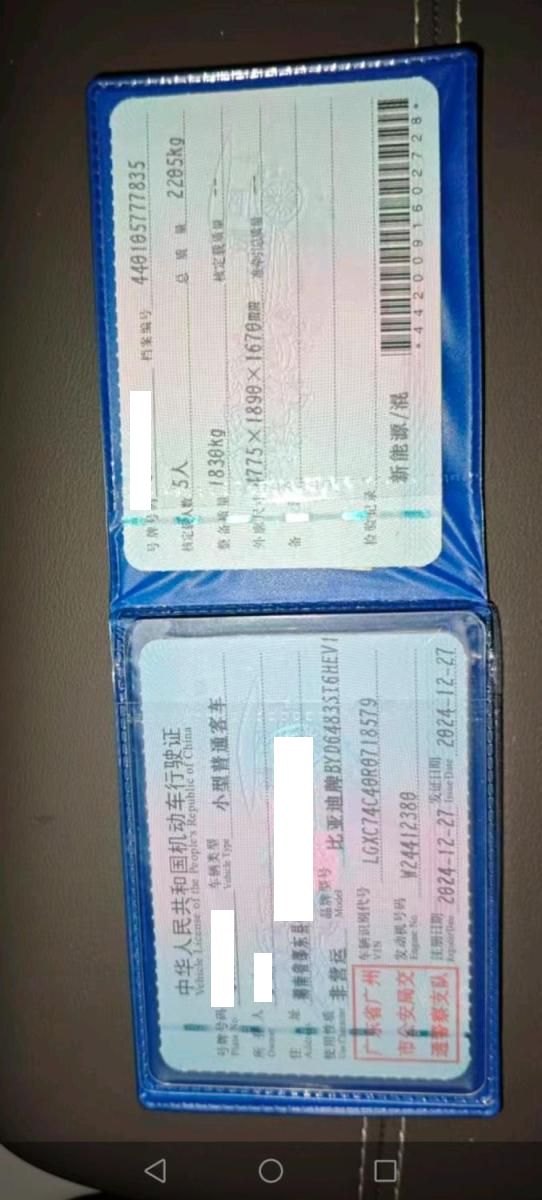 中华人民共和国机动车行驶证
Vehicle License of the People's Republic of China
号牌号码 车辆类型 小型普通客车
Plate No. Vehicle Type
所有人
Owner
住址 湖南省邵东县
Address
使用性质 非营运 品牌型号 比亚迪牌BYD6483ST6HEV1
Use Character Model
广东省广州
市公安局交
通警察支队
车辆识别代号 LGXC74C40R0718579
VIN
发动机号码 W24412380
Engine No.
注册日期 2024-12-27 发证日期 2024-12-27
Register Date Issue Date
号牌号码 档案编号 440105777835
核定载人数 5人 总质量 2205kg
整备质量 1830kg 核定载质量 --
外廓尺寸 4775×1890×1670mm 准牵引总质量 --
备
检验记录 新能源/混
*4420091602728*